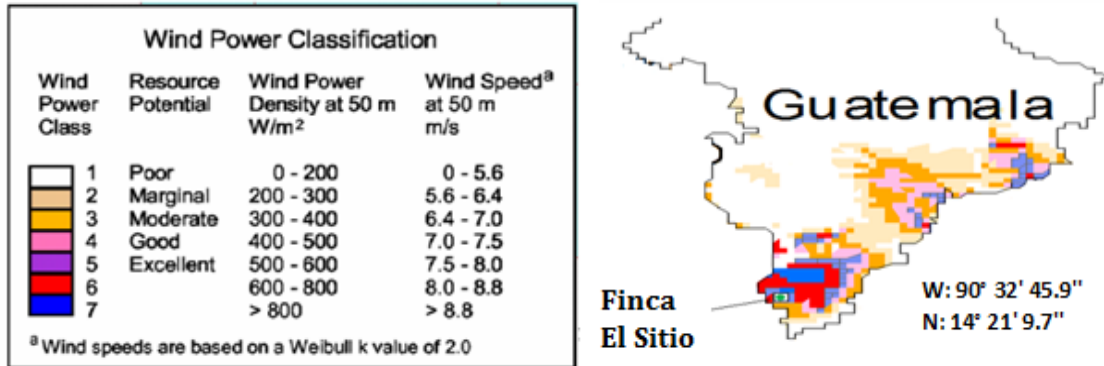 Wind Power Classification
Wind Resource Wind Power Wind Speedᵃ
Power Potential Density at 50 m at 50 m
Class W/m² m/s
1 Poor 0 - 200 0 - 5.6
2 Marginal 200 - 300 5.6 - 6.4
3 Moderate 300 - 400 6.4 - 7.0
4 Good 400 - 500 7.0 - 7.5
5 Excellent 500 - 600 7.5 - 8.0
6 600 - 800 8.0 - 8.8
7 > 800 > 8.8
ᵃ Wind speeds are based on a Weibull k value of 2.0
Guatemala
Finca
El Sitio
W: 90° 32' 45.9''
N: 14° 21' 9.7''